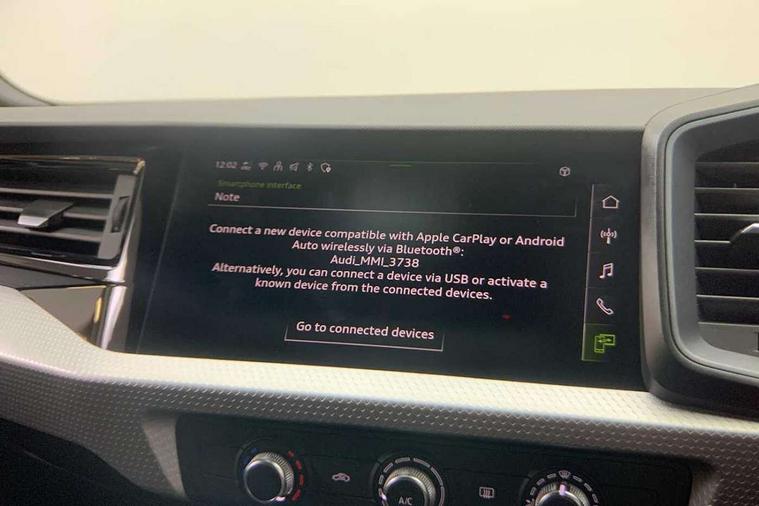 12:02
Smartphone interface
Note
Connect a new device compatible with Apple CarPlay or Android
Auto wirelessly via Bluetooth®:
Audi_MMI_3738
Alternatively, you can connect a device via USB or activate a
known device from the connected devices.
Go to connected devices
A/C